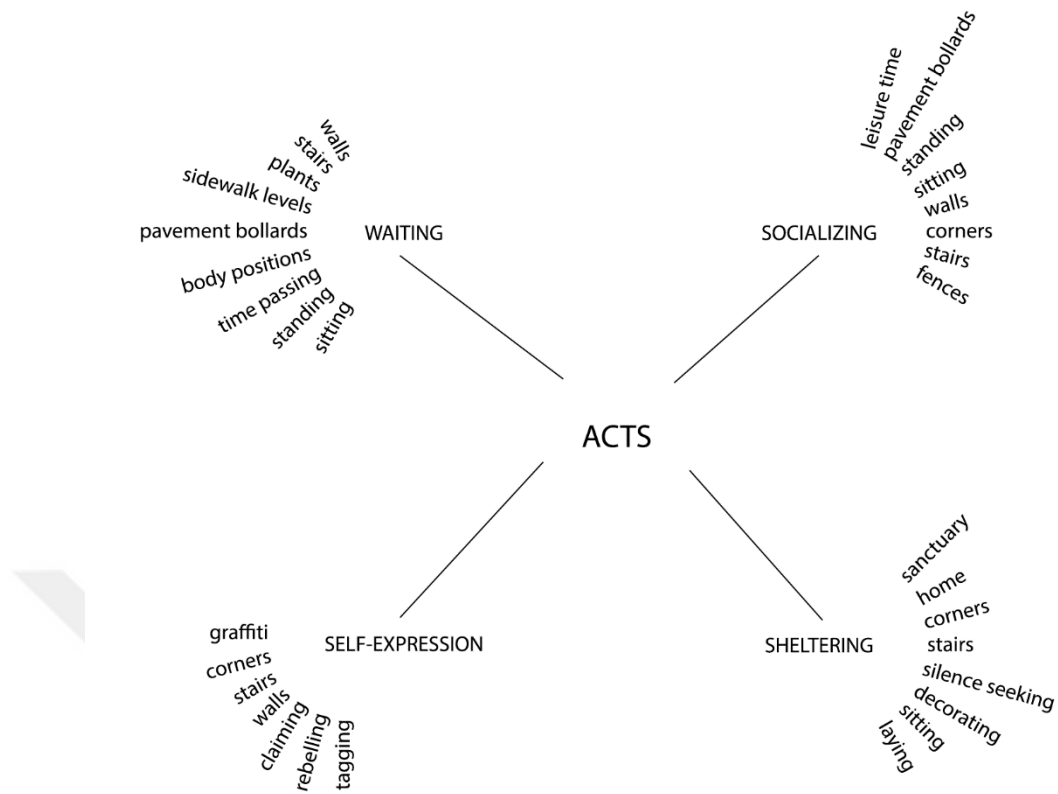 walls
stairs
plants
sidewalk levels
pavement bollards
body positions
time passing
standing
sitting
WAITING
leisure time
pavement bollards
standing
sitting
walls
corners
stairs
fences
SOCIALIZING
ACTS
graffiti
corners
stairs
walls
claiming
rebelling
tagging
SELF-EXPRESSION
sanctuary
home
corners
stairs
silence seeking
decorating
sitting
laying
SHELTERING